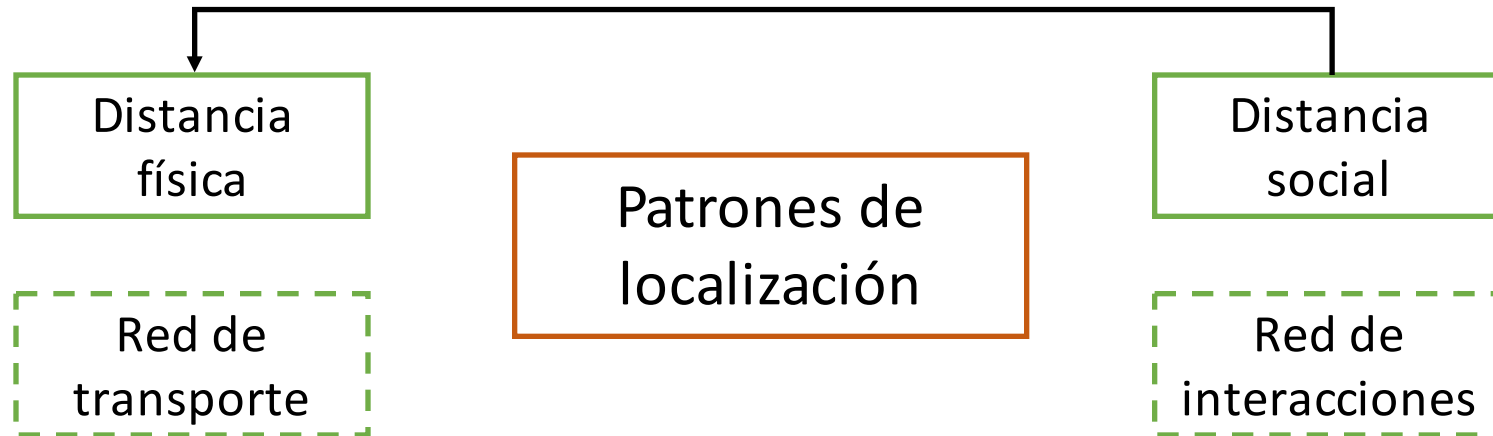 Distancia
física
Distancia
social
Patrones de
localización
Red de
transporte
Red de
interacciones